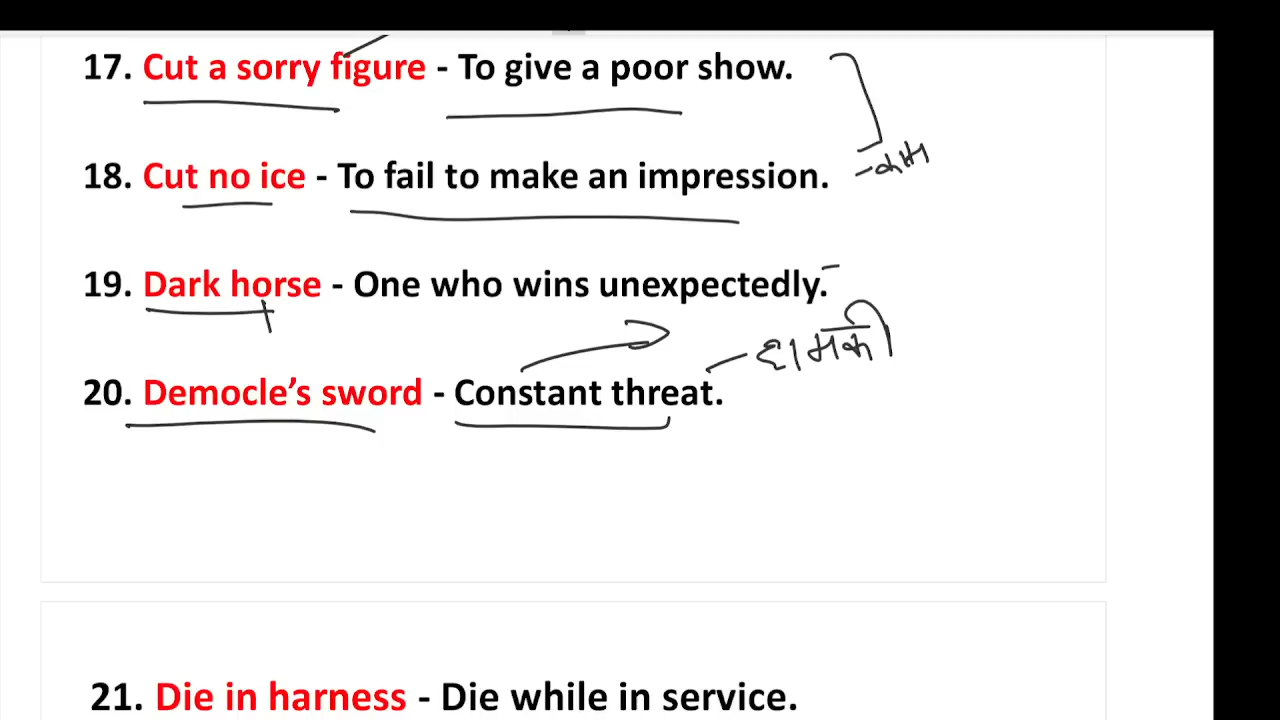 17. Cut a sorry figure - To give a poor show.
18. Cut no ice - To fail to make an impression.
19. Dark horse - One who wins unexpectedly.
20. Democle’s sword - Constant threat.
21. Die in harness - Die while in service.